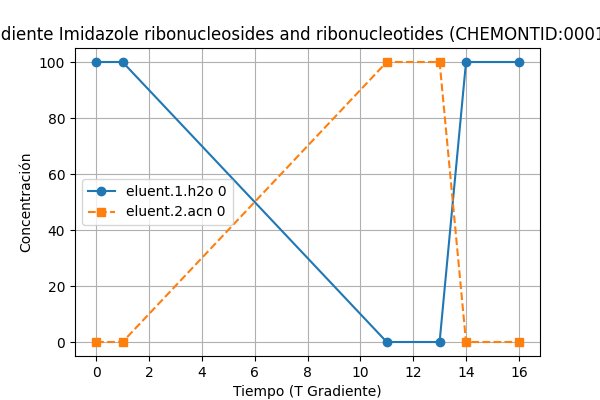 diente Imidazole ribonucleosides and ribonucleotides (CHEMONTID:0001
100
80
60
40
20
0
Concentración
eluent.1.h2o 0
eluent.2.acn 0
0 2 4 6 8 10 12 14 16
Tiempo (T Gradiente)